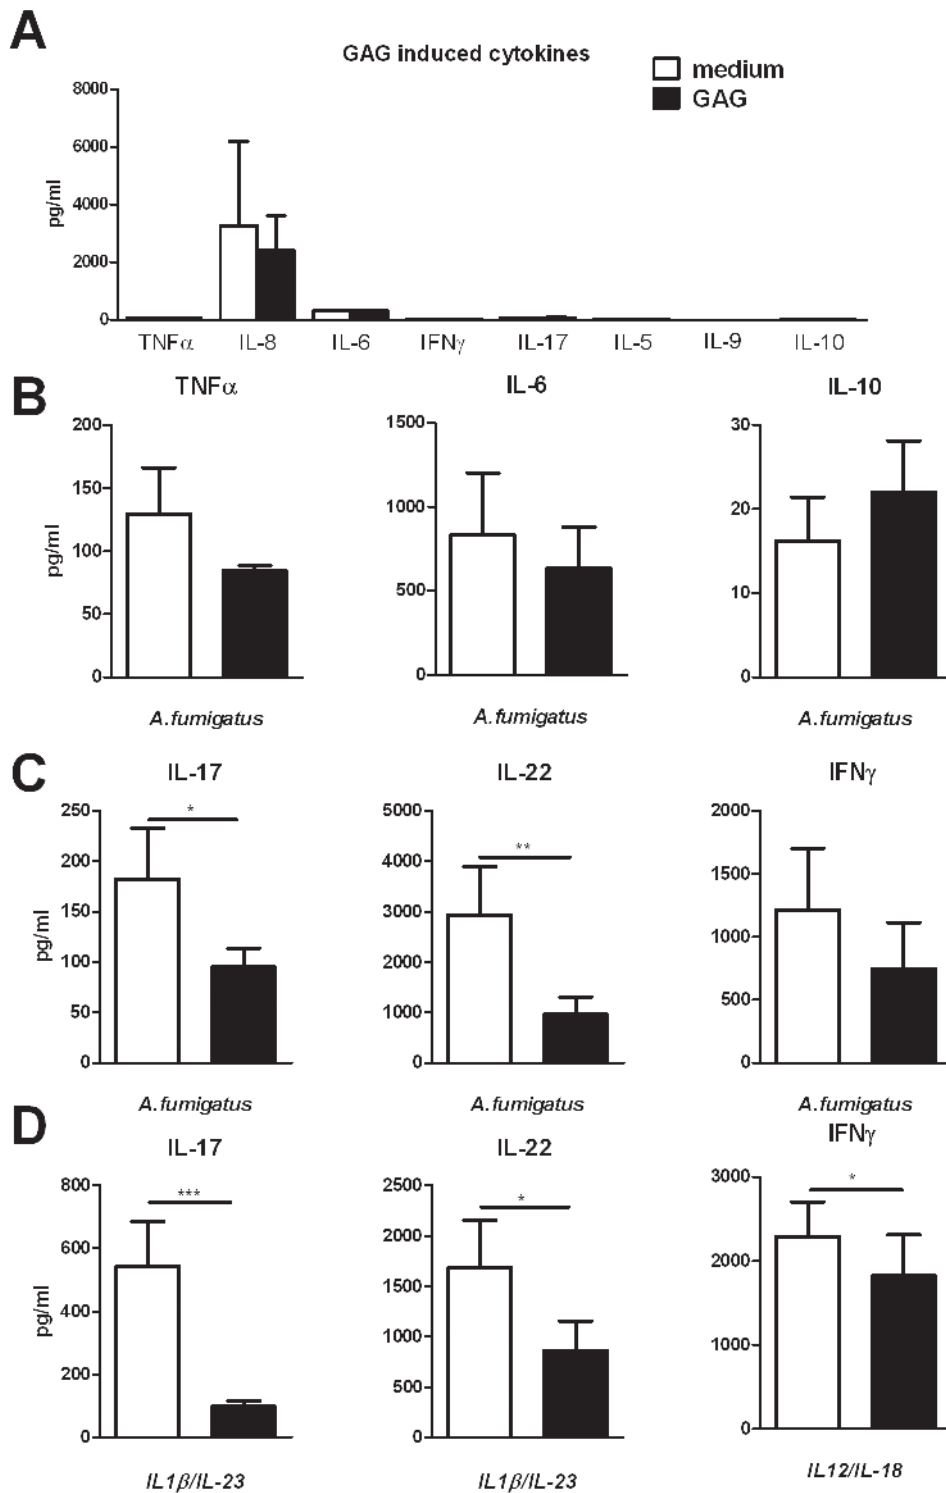 A
GAG induced cytokines
medium
GAG
8000
6000
4000
2000
0
pg/ml
TNFα IL-8 IL-6 IFNγ IL-17 IL-5 IL-9 IL-10
B
TNFα
200
150
100
50
0
pg/ml
A.fumigatus
IL-6
1500
1000
500
0
A.fumigatus
IL-10
30
20
10
0
A.fumigatus
C
IL-17
250
200
150
100
50
0
pg/ml
*
A.fumigatus
IL-22
5000
4000
3000
2000
1000
0
**
A.fumigatus
IFNγ
2000
1500
1000
500
0
A.fumigatus
D
IL-17
800
600
400
200
0
pg/ml
***
IL1β/IL-23
IL-22
2500
2000
1500
1000
500
0
*
IL1β/IL-23
IFNγ
3000
2000
1000
0
*
IL12/IL-18